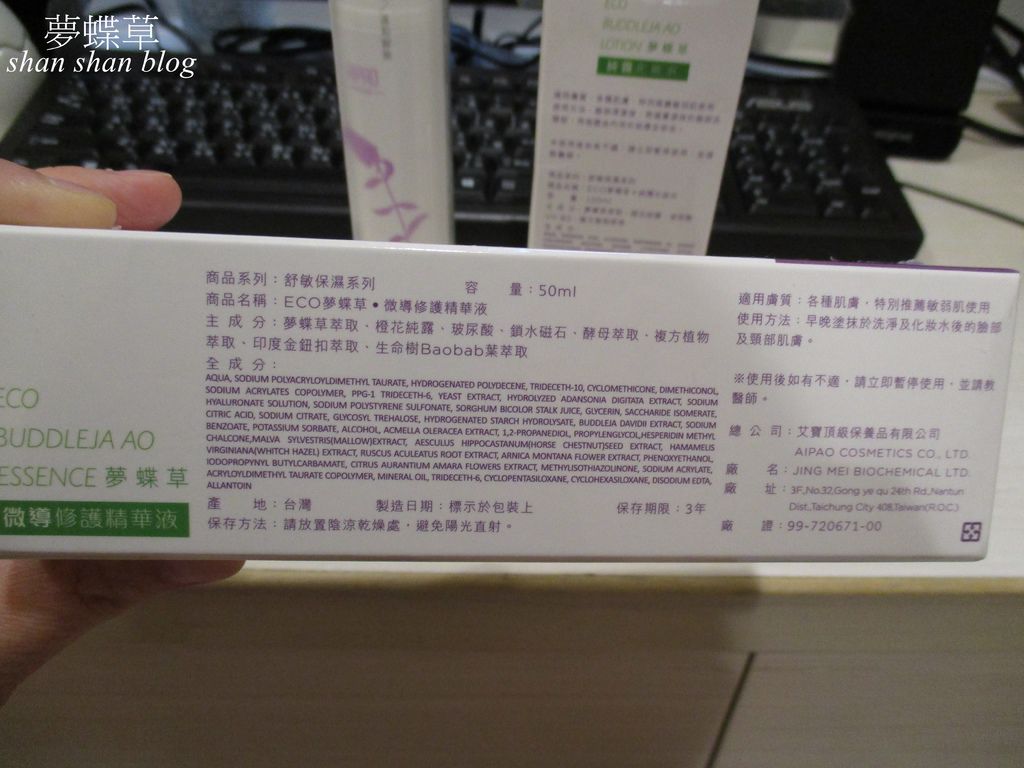 夢蝶草
shan shan blog
ECO
BUDDLEJA AO
LOTION 夢蝶草
ECO
BUDDLEJA AO
ESSENCE 夢蝶草
微導修護精華液
商品系列：舒敏保濕系列 容 量：50ml
商品名稱：ECO夢蝶草•微導修護精華液
主成分：夢蝶草萃取、橙花純露、玻尿酸、鎖水磁石、酵母萃取、複方植物
萃取、印度金鈕扣萃取、生命樹Baobab葉萃取
全成分：
AQUA, SODIUM POLYACRYLOYLDIMETHYL TAURATE, HYDROGENATED POLYDECENE, TRIDECETH-10, CYCLOMETHICONE, DIMETHICONOL,
SODIUM ACRYLATES COPOLYMER, PPG-1 TRIDECETH-6, YEAST EXTRACT, HYDROLYZED ADANSONIA DIGITATA EXTRACT, SODIUM
HYALURONATE SOLUTION, SODIUM POLYSTYRENE SULFONATE, SORGHUM BICOLOR STALK JUICE, GLYCERIN, SACCHARIDE ISOMERATE,
CITRIC ACID, SODIUM CITRATE, GLYCOSYL TREHALOSE, HYDROGENATED STARCH HYDROLYSATE, BUDDLEJA DAVIDII EXTRACT, SODIUM
BENZOATE, POTASSIUM SORBATE, ALCOHOL, ACMELLA OLERACEA EXTRACT, 1,2-PROPANEDIOL, PROPYLENGLYCOL,HESPERIDIN METHYL
CHALCONE,MALVA SYLVESTRIS(MALLOW)EXTRACT, AESCULUS HIPPOCASTANUM(HORSE CHESTNUT)SEED EXTRACT, HAMAMELIS
VIRGINIANA(WHITCH HAZEL) EXTRACT, RUSCUS ACULEATUS ROOT EXTRACT, ARNICA MONTANA FLOWER EXTRACT, PHENOXYETHANOL,
IODOPROPYNYL BUTYLCARBAMATE, CITRUS AURANTIUM AMARA FLOWERS EXTRACT, METHYLISOTHIAZOLINONE, SODIUM ACRYLATE,
ACRYLOYLDIMETHYL TAURATE COPOLYMER, MINERAL OIL, TRIDECETH-6, CYCLOPENTASILOXANE, CYCLOHEXASILOXANE, DISODIUM EDTA,
ALLANTOIN
產 地：台灣 製造日期：標示於包裝上 保存期限：3年
保存方法：請放置陰涼乾燥處，避免陽光直射。
適用膚質：各種肌膚，特別推薦敏弱肌使用
使用方法：早晚塗抹於洗淨及化妝水後的臉部
及頸部肌膚。
※使用後如有不適，請立即暫停使用，並請教
醫師。
總公司：艾寶頂級保養品有限公司
AIPAO COSMETICS CO., LTD.
廠 名：JING MEI BIOCHEMICAL LTD.
廠 址：3F,No.32,Gong ye qu 24th Rd.,Nantun
Dist.,Taichung City 408,Taiwan(R.O.C.)
廠 證：99-720671-00